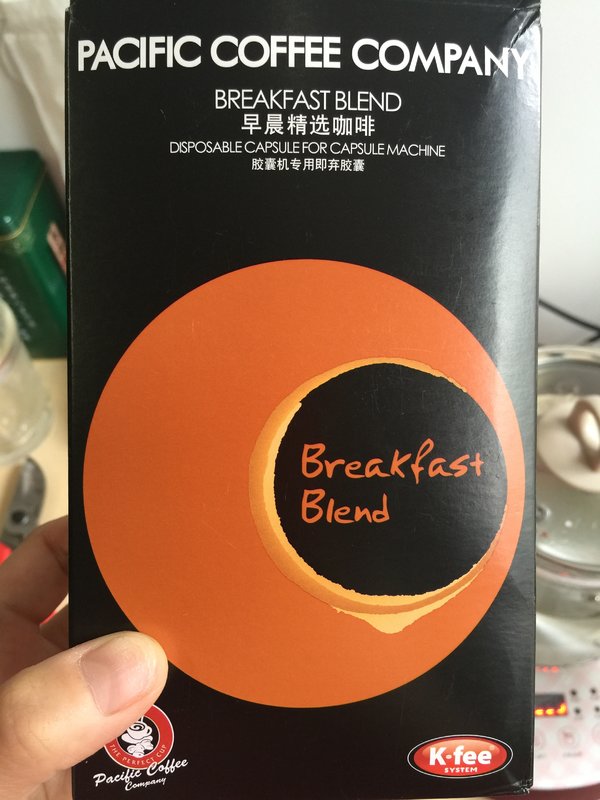 PACIFIC COFFEE COMPANY
BREAKFAST BLEND
早晨精选咖啡
DISPOSABLE CAPSULE FOR CAPSULE MACHINE
胶囊机专用即弃胶囊
Breakfast
Blend
THE PERFECT CUP
Pacific Coffee
Company
K-fee
SYSTEM